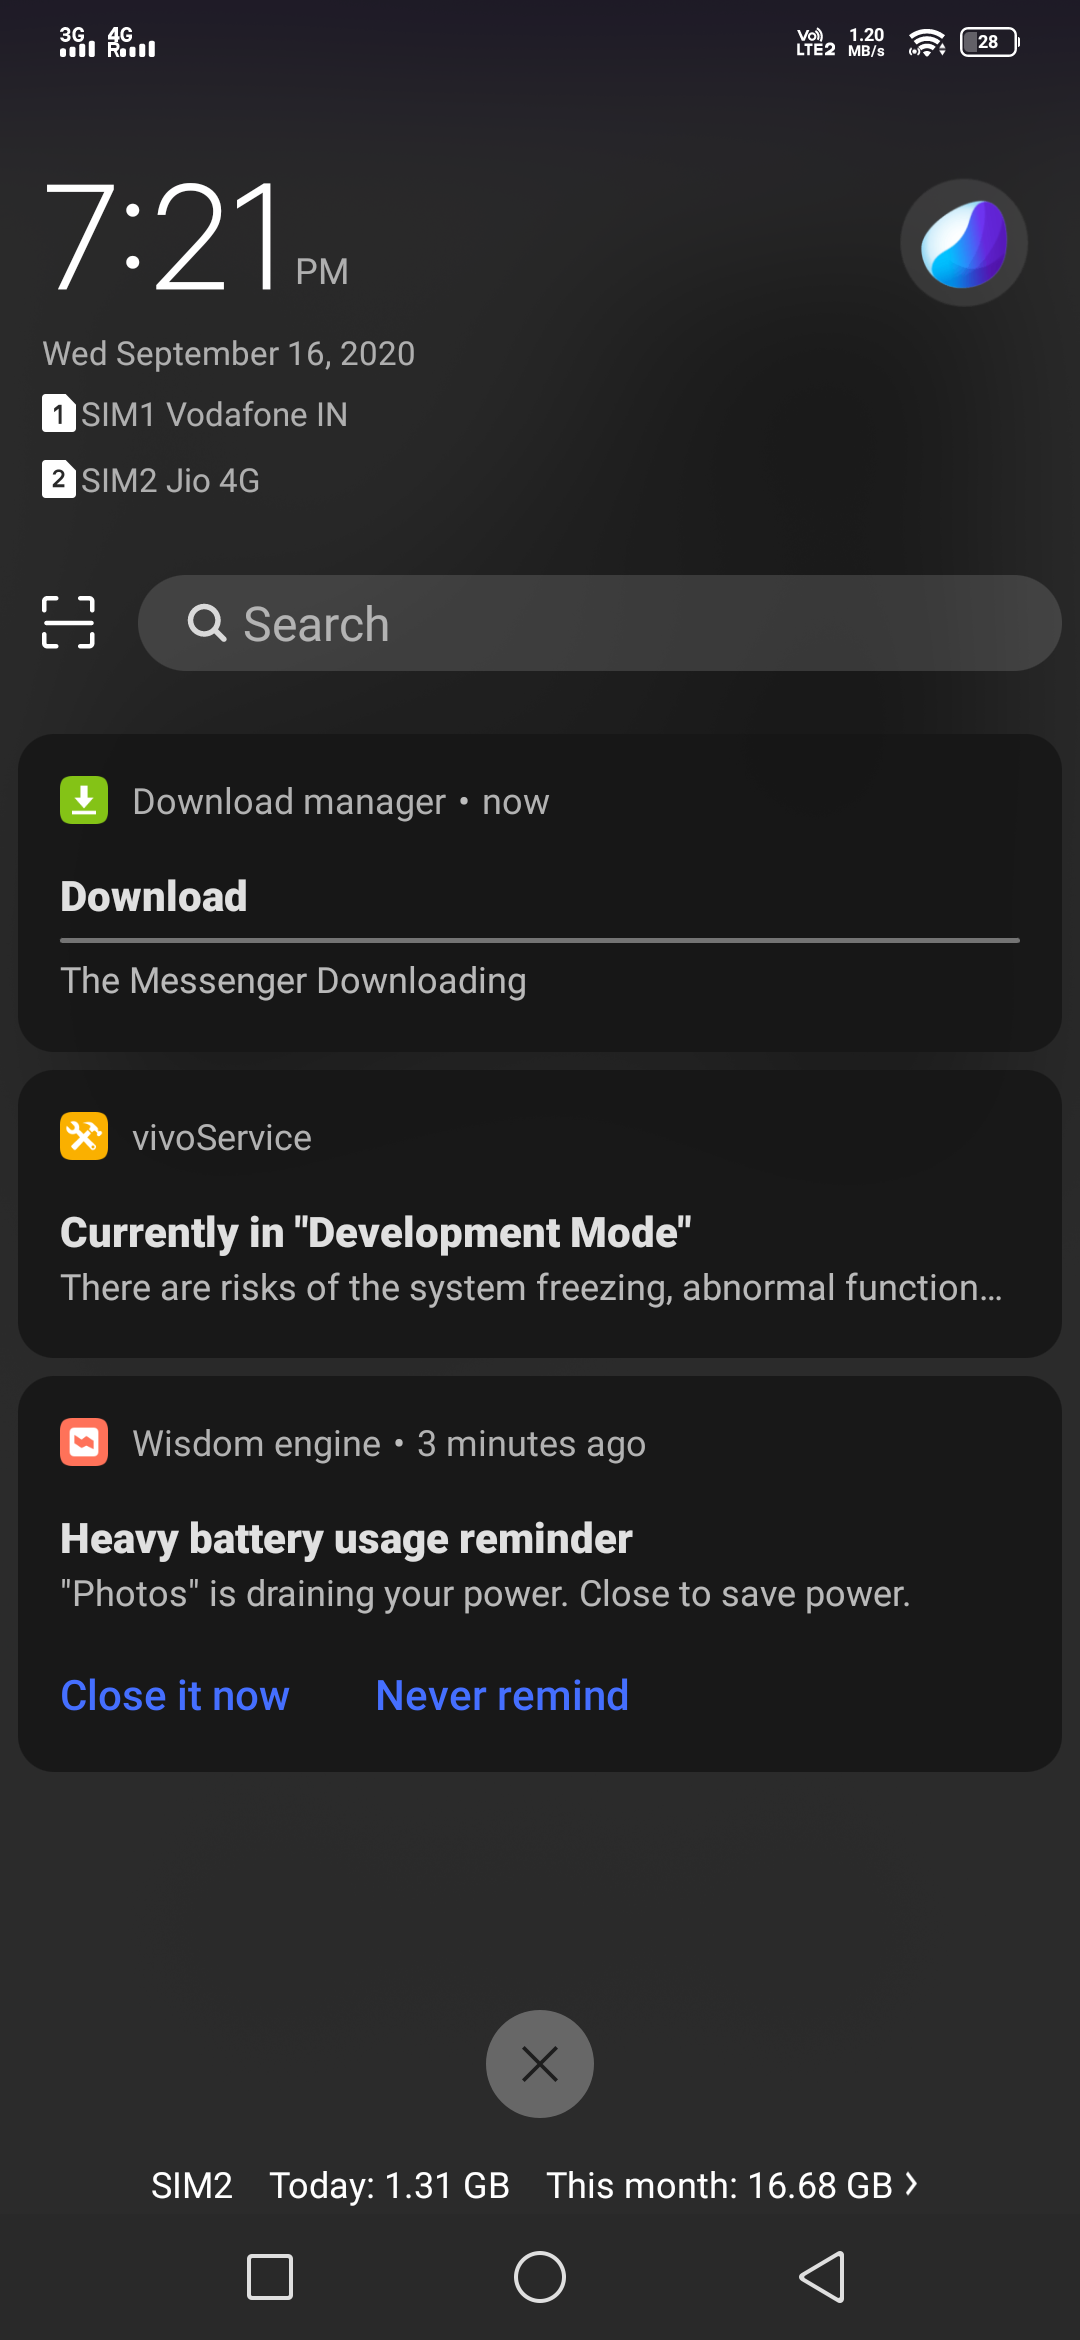 3G 4G R
Vo)) LTE2 1.20 MB/s 28
7:21 PM
Wed September 16, 2020
1 SIM1 Vodafone IN
2 SIM2 Jio 4G
Search
Download manager • now
Download
The Messenger Downloading
vivoService
Currently in "Development Mode"
There are risks of the system freezing, abnormal function...
Wisdom engine • 3 minutes ago
Heavy battery usage reminder
"Photos" is draining your power. Close to save power.
Close it now Never remind
SIM2 Today: 1.31 GB This month: 16.68 GB